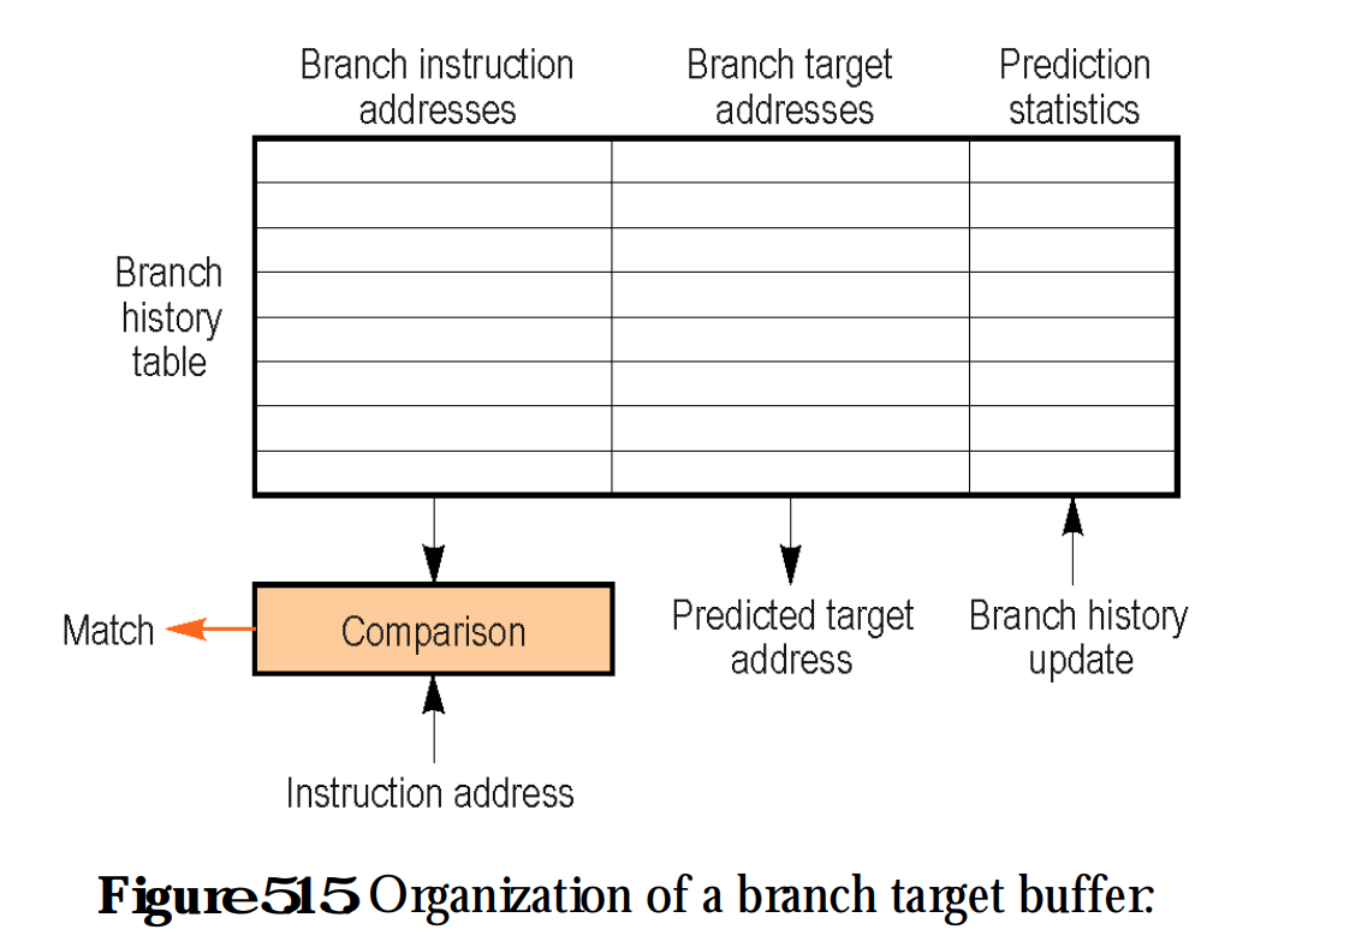 Branch instruction
addresses
Branch target
addresses
Prediction
statistics
Branch
history
table
Match
Comparison
Predicted target
address
Branch history
update
Instruction address
Figure 515 Organization of a branch target buffer.